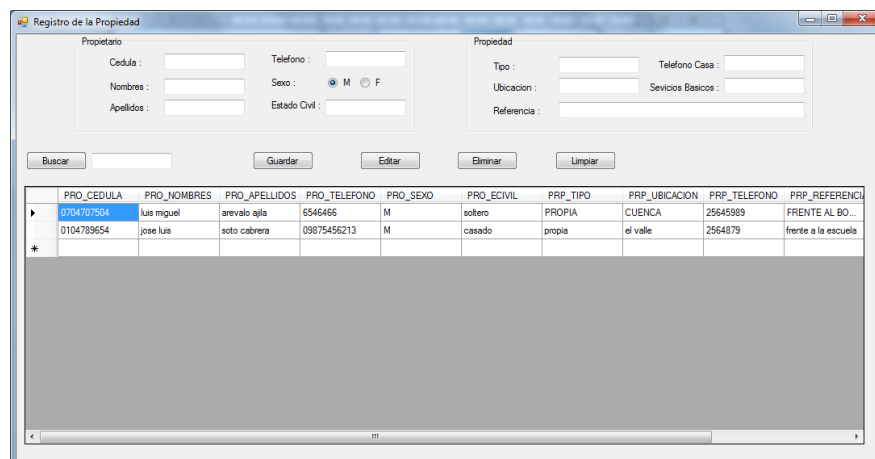 Registro de la Propiedad
Propietario
Propiedad
Cedula :
Telefono :
Tipo :
Telefono Casa :
Nombres :
Sexo :
M
F
Ubicacion :
Sevicios Basicos :
Apellidos :
Estado Civil :
Referencia :
Buscar
Guardar
Editar
Eliminar
Limpiar
PRO_CEDULA PRO_NOMBRES PRO_APELLIDOS PRO_TELEFONO PRO_SEXO PRO_ECIVIL PRP_TIPO PRP_UBICACION PRP_TELEFONO PRP_REFERENCIA
0704707504 luis miguel arevalo ajila 6546466 M soltero PROPIA CUENCA 25645989 FRENTE AL BO...
0104789654 jose luis soto cabrera 09875456213 M casado propia el valle 2564879 frente a la escuela